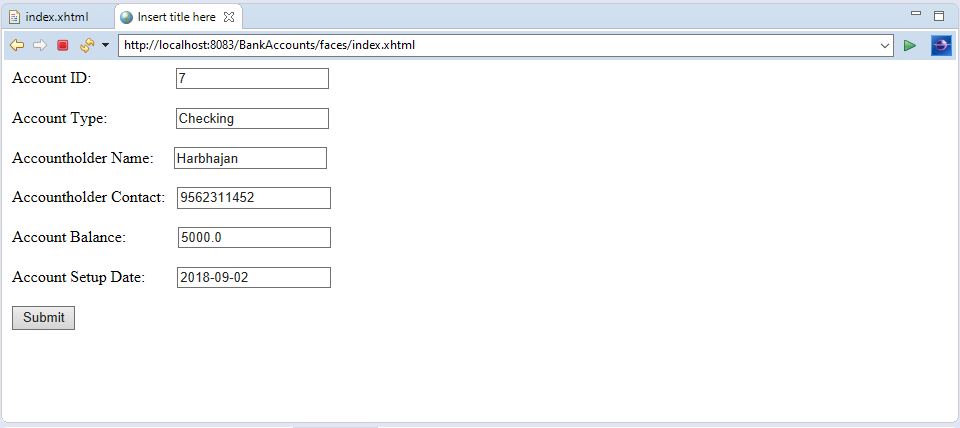 index.xhtml Insert title here
http://localhost:8083/BankAccounts/faces/index.xhtml
Account ID: 7
Account Type: Checking
Accountholder Name: Harbhajan
Accountholder Contact: 9562311452
Account Balance: 5000.0
Account Setup Date: 2018-09-02
Submit